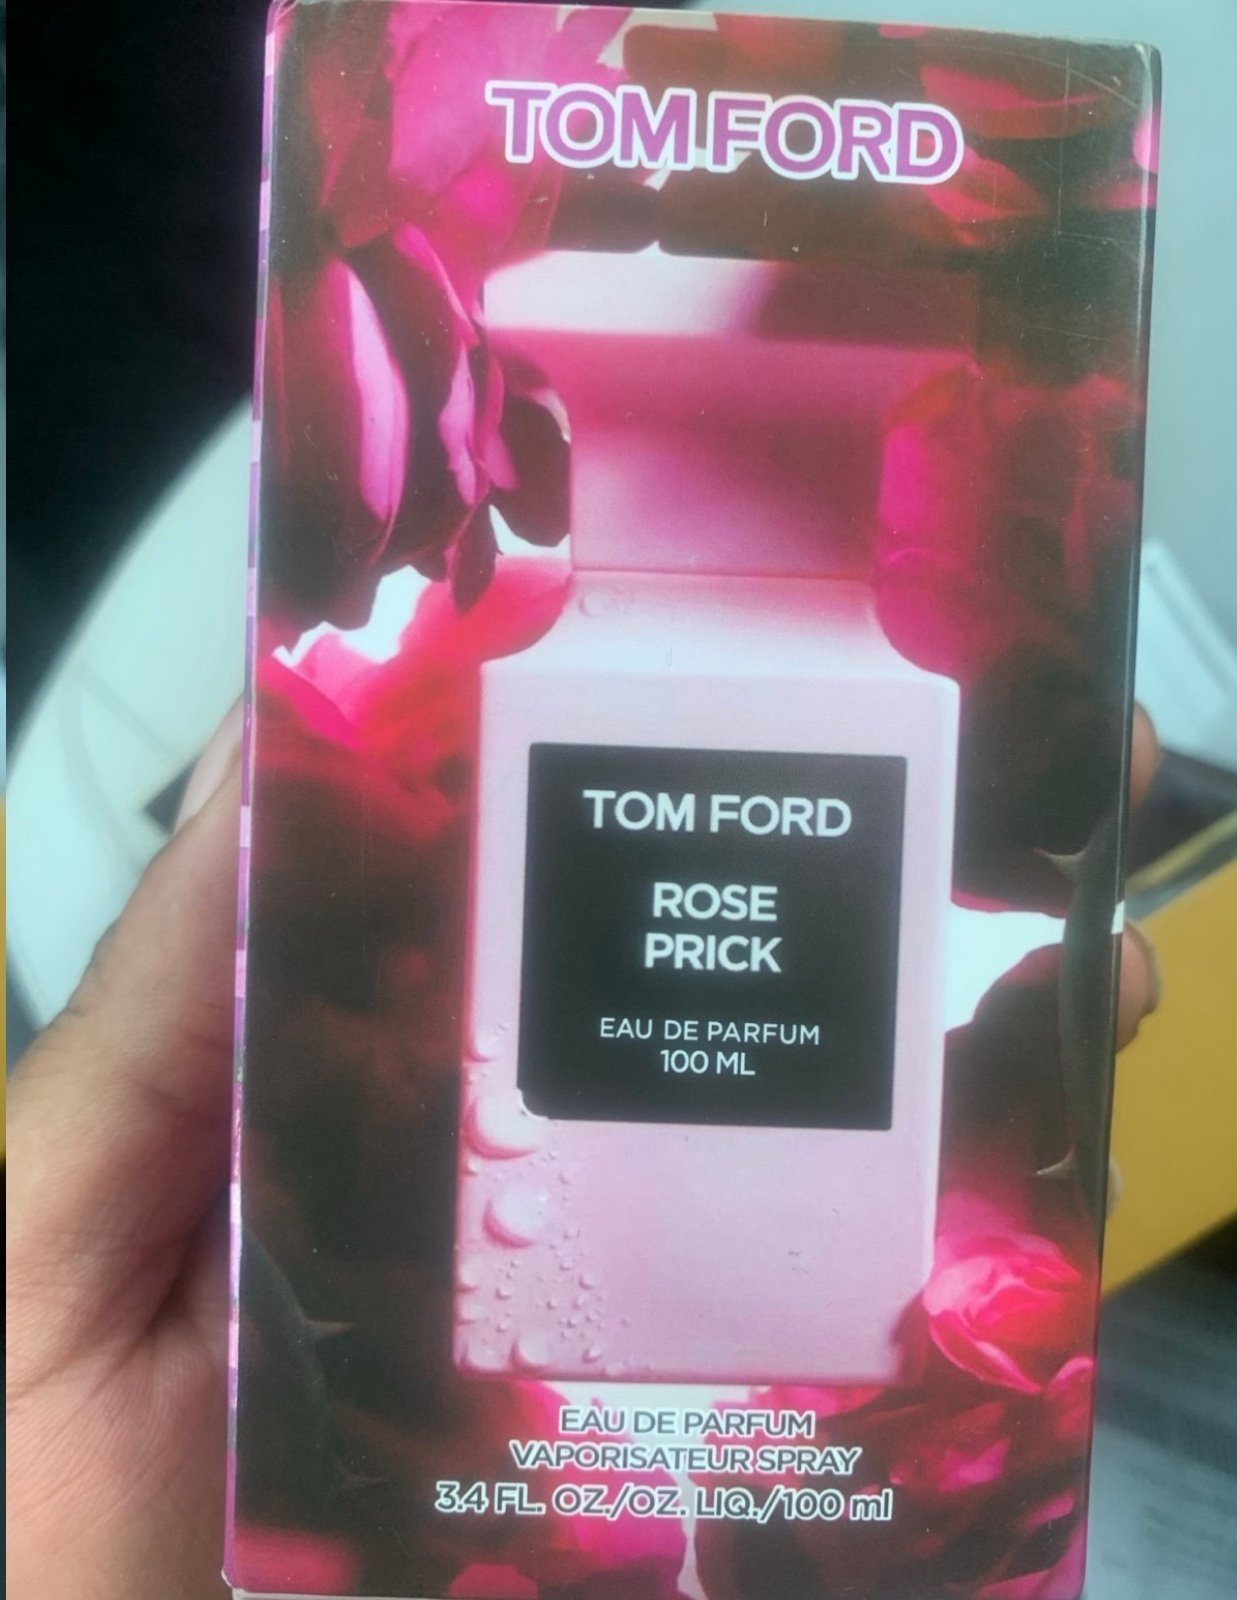 TOM FORD
TOM FORD
ROSE
PRICK
EAU DE PARFUM
100 ML
EAU DE PARFUM
VAPORISATEUR SPRAY
3.4 FL. OZ./OZ. LIQ./100 ml